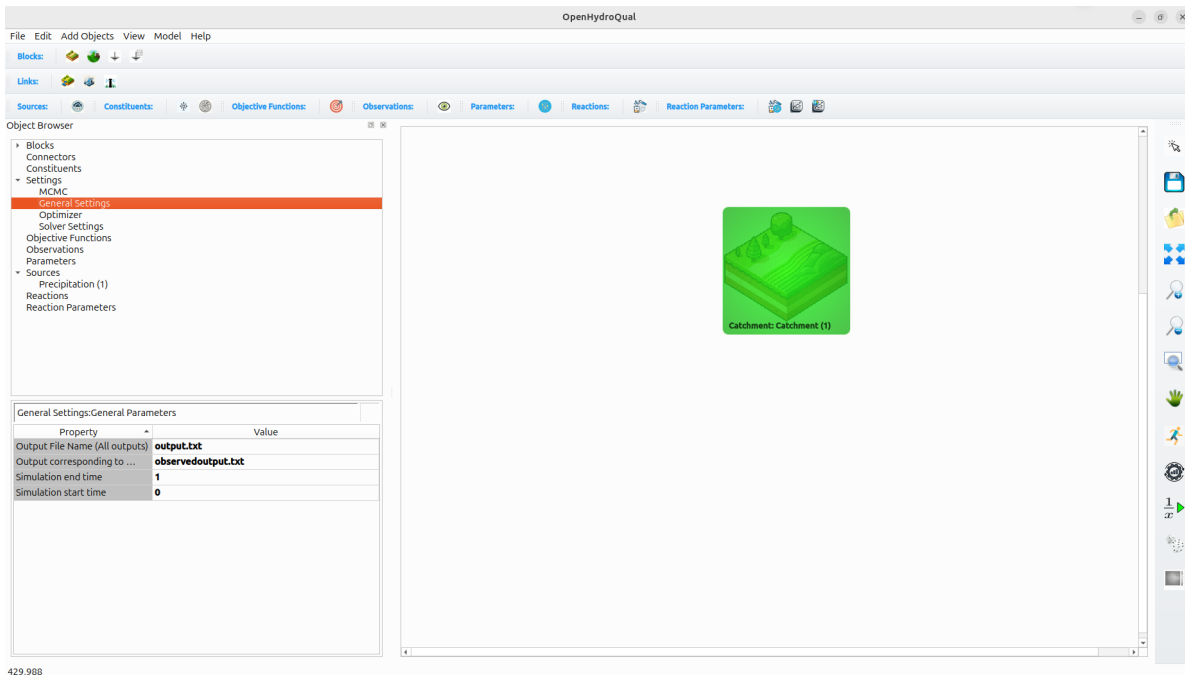 OpenHydroQual
File Edit Add Objects View Model Help
Blocks:
Links:
Sources: Constituents: Objective Functions: Observations: Parameters: Reactions: Reaction Parameters:
Object Browser
Blocks
Connectors
Constituents
Settings
MCMC
General Settings
Optimizer
Solver Settings
Objective Functions
Observations
Parameters
Sources
Precipitation (1)
Reactions
Reaction Parameters
Catchment: Catchment (1)
General Settings:General Parameters
Property Value
Output File Name (All outputs) output.txt
Output corresponding to ... observedoutput.txt
Simulation end time 1
Simulation start time 0
1
x
429.988